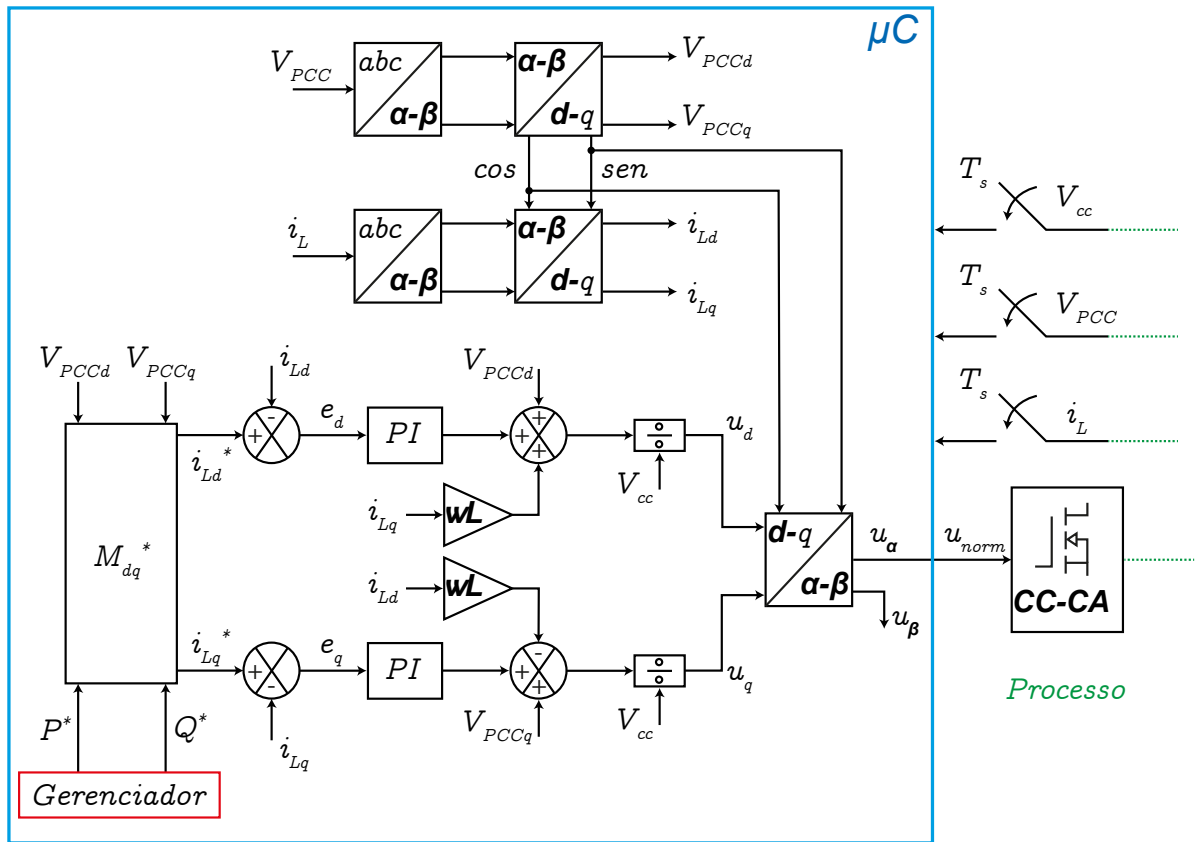 μC
V_PCC
abc
α-β
α-β
d-q
V_PCCd
V_PCCq
cos
sen
i_L
abc
α-β
α-β
d-q
i_Ld
i_Lq
T_s
V_cc
T_s
V_PCC
T_s
i_L
V_PCCd
V_PCCq
i_Ld
V_PCCd
-
+
e_d
PI
+
+
+
÷
u_d
i_Ld*
V_cc
i_Lq
wL
M_dq*
i_Ld
wL
d-q
α-β
u_α
u_norm
CC-CA
u_β
i_Lq*
+
-
e_q
PI
-
+
+
÷
u_q
V_cc
V_PCCq
i_Lq
Processo
P*
Q*
Gerenciador